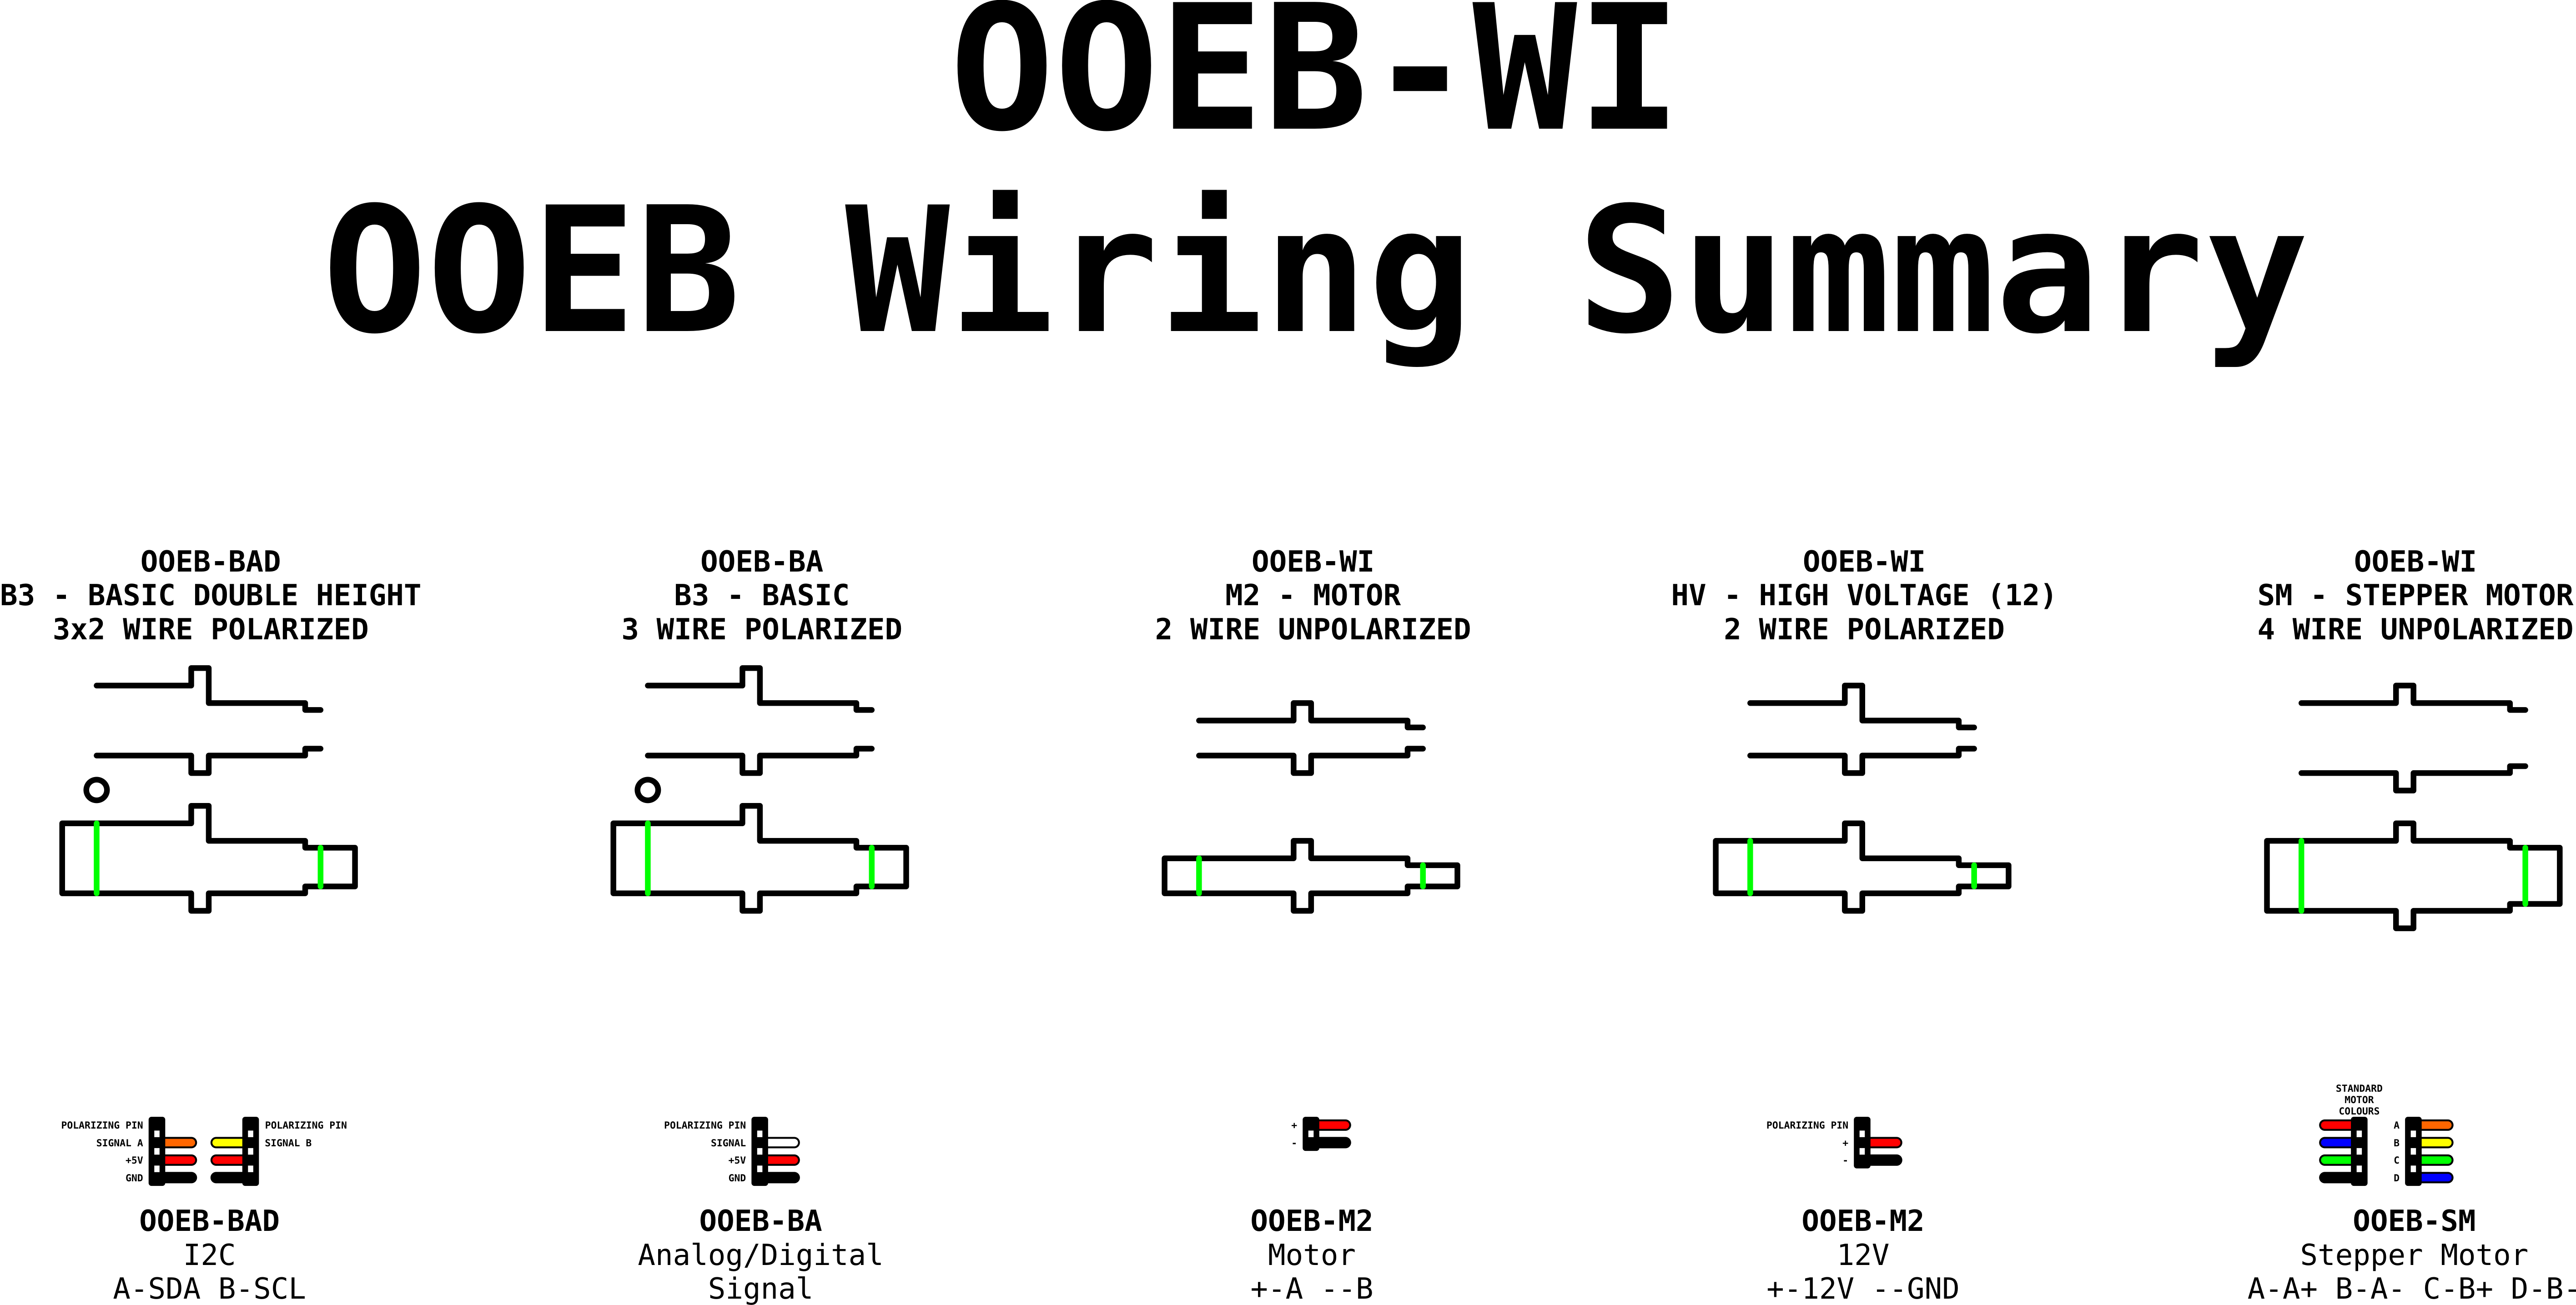 OOEB-WI
OOEB Wiring Summary
OOEB-BAD
B3 - BASIC DOUBLE HEIGHT
3x2 WIRE POLARIZED
OOEB-BA
B3 - BASIC
3 WIRE POLARIZED
OOEB-WI
M2 - MOTOR
2 WIRE UNPOLARIZED
OOEB-WI
HV - HIGH VOLTAGE (12)
2 WIRE POLARIZED
OOEB-WI
SM - STEPPER MOTOR
4 WIRE UNPOLARIZED
POLARIZING PIN
SIGNAL A
+5V
GND
POLARIZING PIN
SIGNAL B
OOEB-BAD
I2C
A-SDA B-SCL
POLARIZING PIN
SIGNAL
+5V
GND
OOEB-BA
Analog/Digital
Signal
+
-
OOEB-M2
Motor
+-A --B
POLARIZING PIN
+
-
OOEB-M2
12V
+-12V --GND
STANDARD
MOTOR
COLOURS
A
B
C
D
OOEB-SM
Stepper Motor
A-A+ B-A- C-B+ D-B-